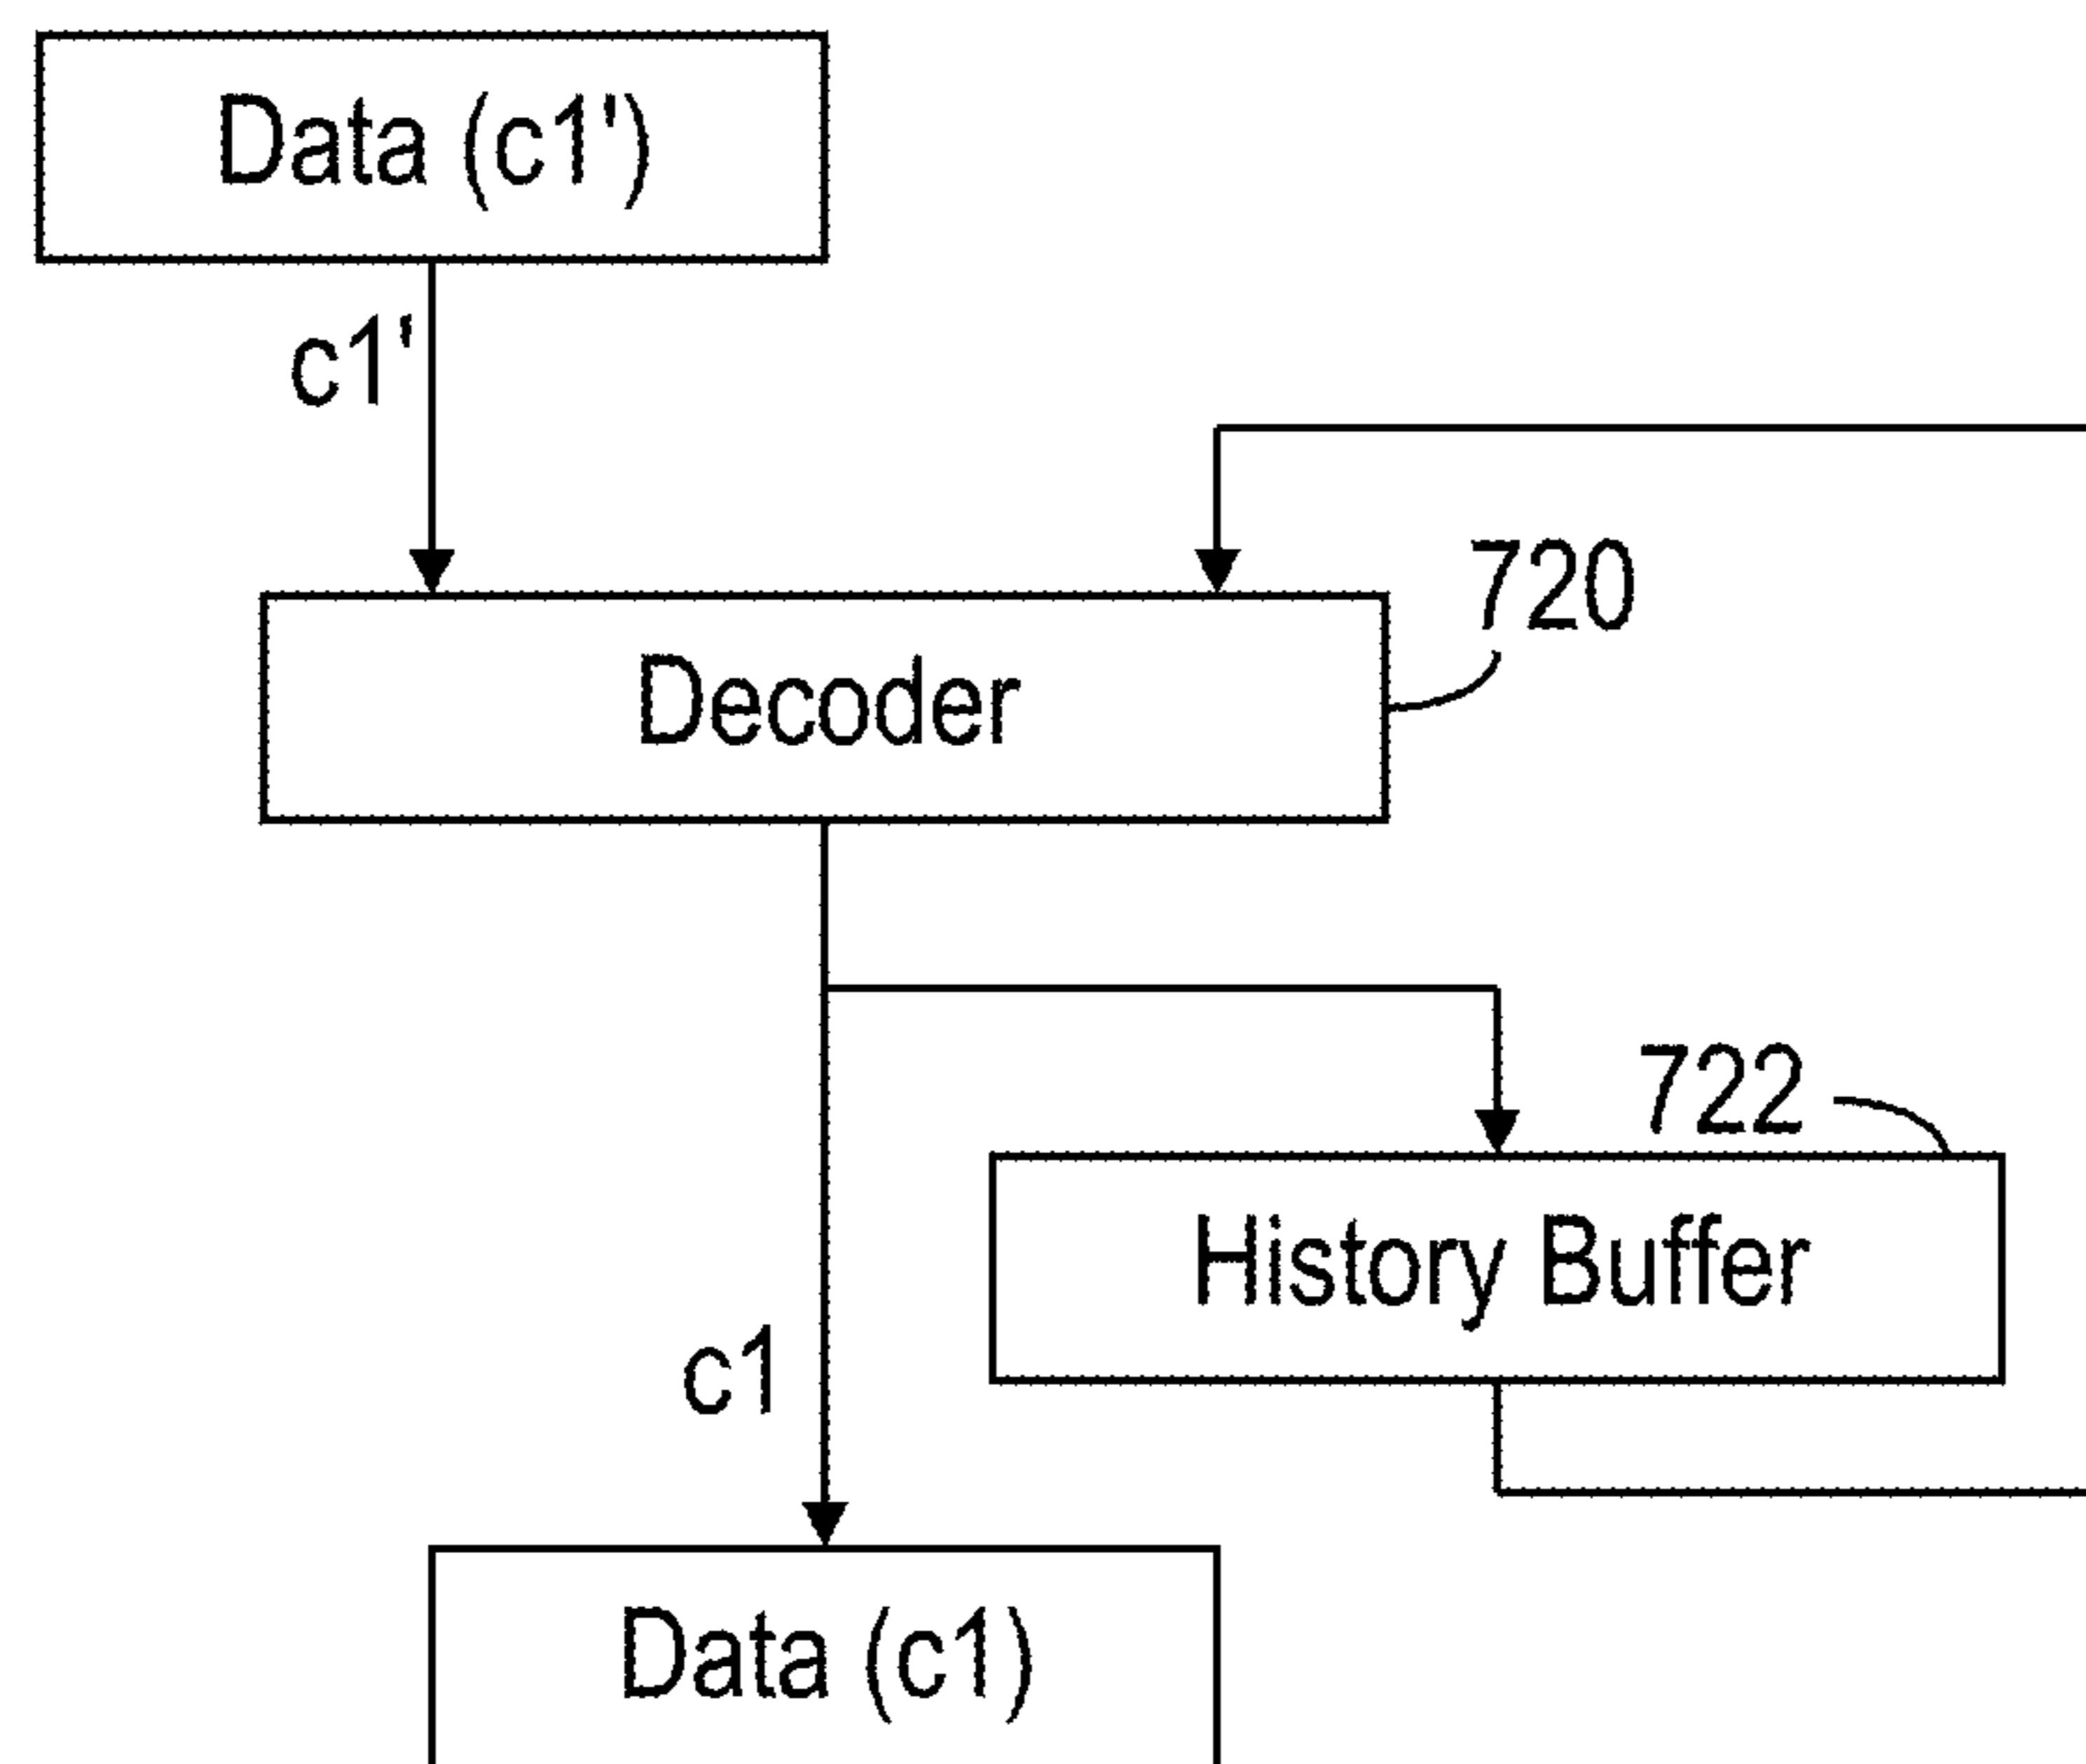 Data (c1')
c1'
720
Decoder
722
History Buffer
c1
Data (c1)